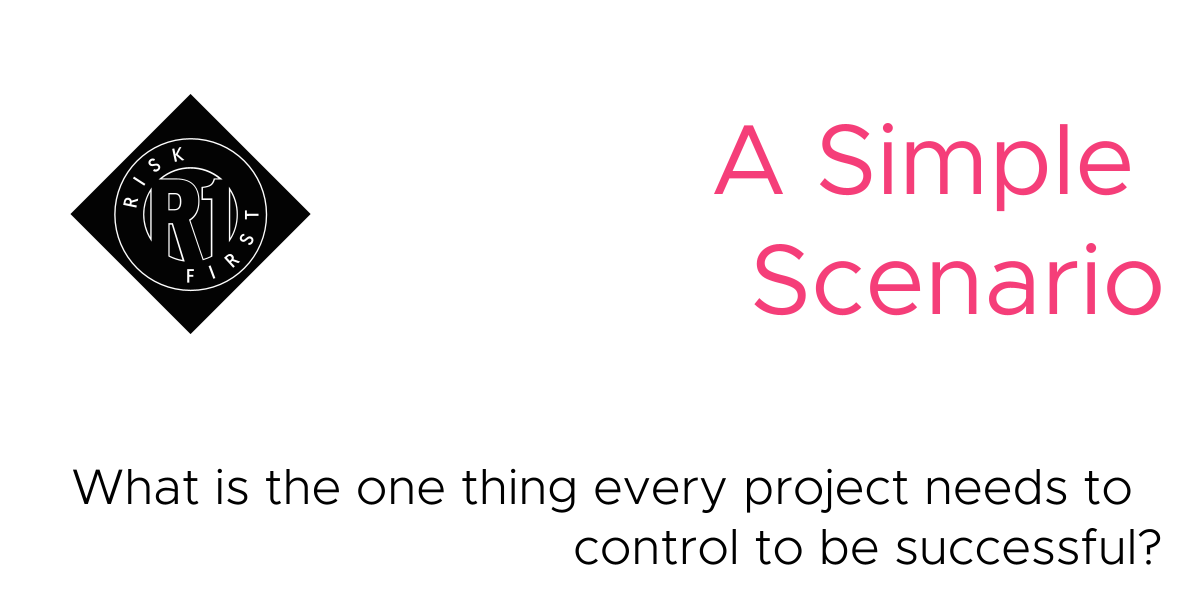 RISK
R1
FIRST
A Simple
Scenario
What is the one thing every project needs to
control to be successful?